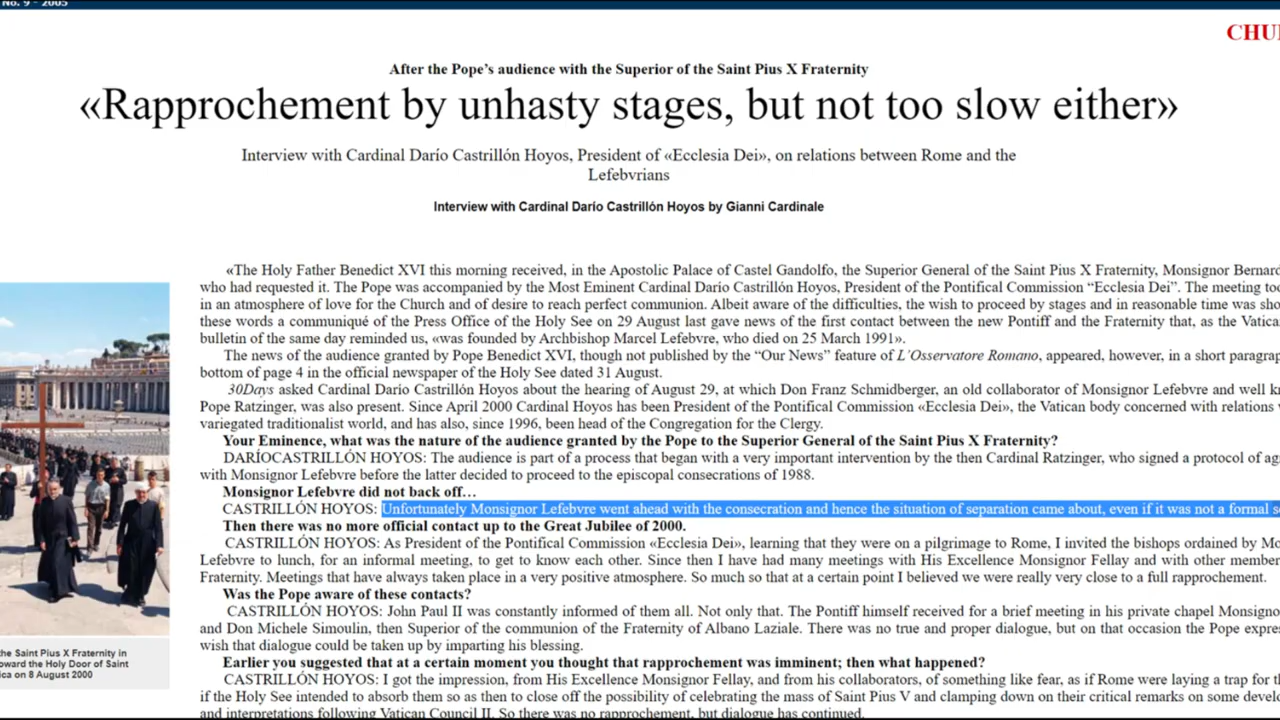 No. 9 - 2005
After the Pope's audience with the Superior of the Saint Pius X Fraternity
«Rapprochement by unhasty stages, but not too slow either»
Interview with Cardinal Darío Castrillón Hoyos, President of «Ecclesia Dei», on relations between Rome and the
Lefebvrians
Interview with Cardinal Darío Castrillón Hoyos by Gianni Cardinale
«The Holy Father Benedict XVI this morning received, in the Apostolic Palace of Castel Gandolfo, the Superior General of the Saint Pius X Fraternity, Monsignor Bernard
who had requested it. The Pope was accompanied by the Most Eminent Cardinal Darío Castrillón Hoyos, President of the Pontifical Commission “Ecclesia Dei”. The meeting
in an atmosphere of love for the Church and of desire to reach perfect communion. Albeit aware of the difficulties, the wish to proceed by stages and in reasonable time was
these words a communiqué of the Press Office of the Holy See on 29 August last gave news of the first contact between the new Pontiff and the Fraternity that, as the
bulletin of the same day reminded us, «was founded by Archbishop Marcel Lefebvre, who died on 25 March 1991».
The news of the audience granted by Pope Benedict XVI, though not published by the “Our News” feature of L'Osservatore Romano, appeared, however, in a short
bottom of page 4 in the official newspaper of the Holy See dated 31 August.
30Days asked Cardinal Darío Castrillón Hoyos about the hearing of August 29, at which Don Franz Schmidberger, an old collaborator of Monsignor Lefebvre and well
Pope Ratzinger, was also present. Since April 2000 Cardinal Hoyos has been President of the Pontifical Commission «Ecclesia Dei», the Vatican body concerned with relations
variegated traditionalist world, and has also, since 1996, been head of the Congregation for the Clergy.
Your Eminence, what was the nature of the audience granted by the Pope to the Superior General of the Saint Pius X Fraternity?
DARÍOCASTRILLÓN HOYOS: The audience is part of a process that began with a very important intervention by the then Cardinal Ratzinger, who signed a protocol of
with Monsignor Lefebvre before the latter decided to proceed to the episcopal consecrations of 1988.
Monsignor Lefebvre did not back off…
CASTRILLÓN HOYOS: Unfortunately Monsignor Lefebvre went ahead with the consecration and hence the situation of separation came about, even if it was not a formal
Then there was no more official contact up to the Great Jubilee of 2000.
CASTRILLÓN HOYOS: As President of the Pontifical Commission «Ecclesia Dei», learning that they were on a pilgrimage to Rome, I invited the bishops ordained by
Lefebvre to lunch, for an informal meeting, to get to know each other. Since then I have had many meetings with His Excellence Monsignor Fellay and with other
Fraternity. Meetings that have always taken place in a very positive atmosphere. So much so that at a certain point I believed we were really very close to a full rapprochement.
Was the Pope aware of these contacts?
CASTRILLÓN HOYOS: John Paul II was constantly informed of them all. Not only that. The Pontiff himself received for a brief meeting in his private chapel
and Don Michele Simoulin, then Superior of the communion of the Fraternity of Albano Laziale. There was no true and proper dialogue, but on that occasion the Pope
wish that dialogue could be taken up by imparting his blessing.
Earlier you suggested that at a certain moment you thought that rapprochement was imminent; then what happened?
CASTRILLÓN HOYOS: I got the impression, from His Excellence Monsignor Fellay, and from his collaborators, of something like fear, as if Rome were laying a trap for
if the Holy See intended to absorb them so as then to close off the possibility of celebrating the mass of Saint Pius V and clamping down on their critical remarks on some
and interpretations following Vatican Council II. So there was no rapprochement, but dialogue has continued.
the Saint Pius X Fraternity in
oward the Holy Door of Saint
ca on 8 August 2000